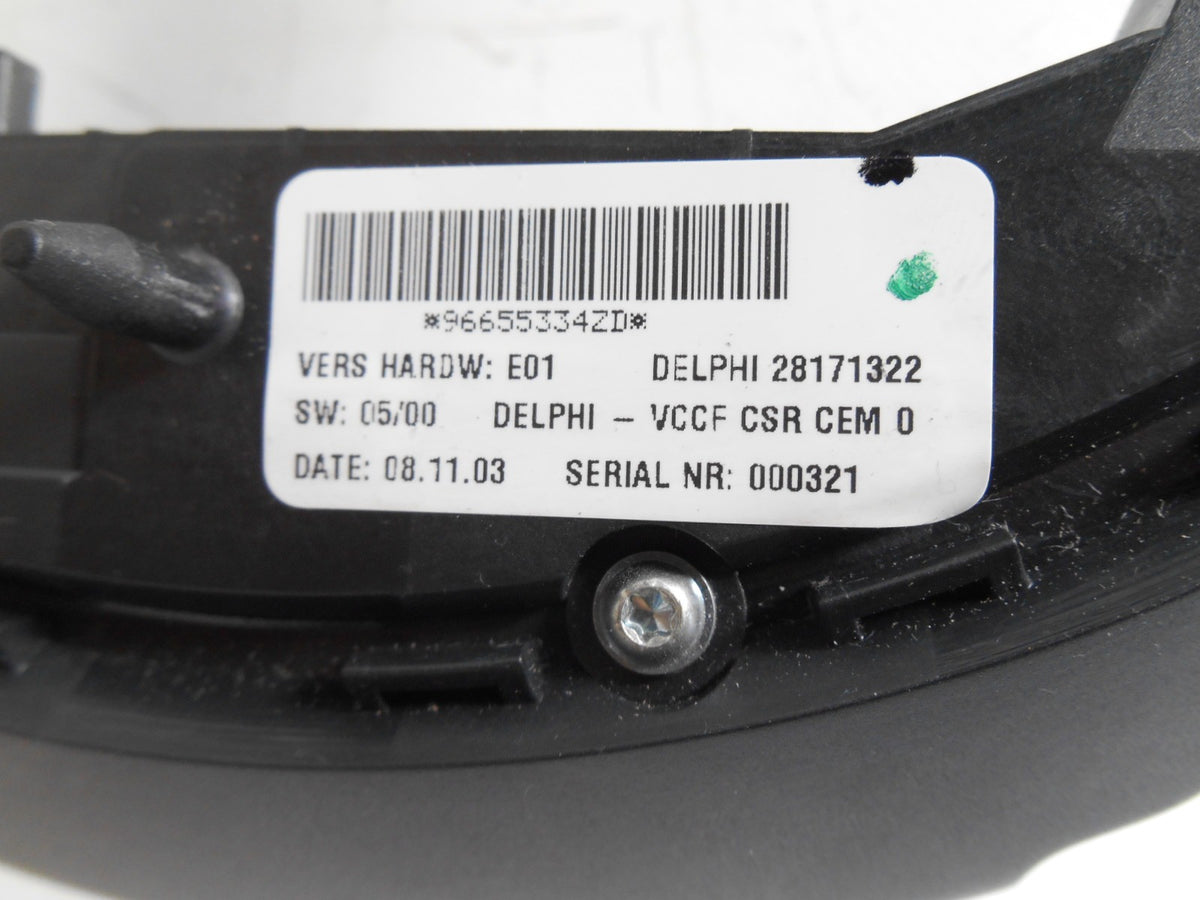 *96655334ZD*
VERS HARDW: E01 DELPHI 28171322
SW: 05/00 DELPHI – VCCF CSR CEM 0
DATE: 08.11.03 SERIAL NR: 000321